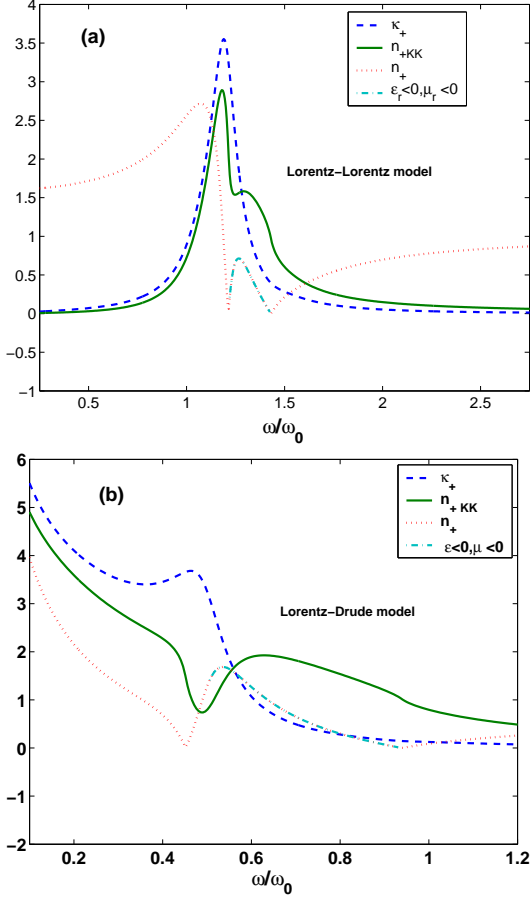 4
3.5
3
2.5
2
1.5
1
0.5
0
−0.5
−1
(a)
κ+
n+KK
n+
εr<0,μr <0
Lorentz−Lorentz model
0.5 1 1.5 2 2.5
ω/ω0
6
5
4
3
2
1
0
−1
−2
(b)
κ+
n+ KK
n+
ε<0,μ <0
Lorentz−Drude model
0.2 0.4 0.6 0.8 1 1.2
ω/ω0